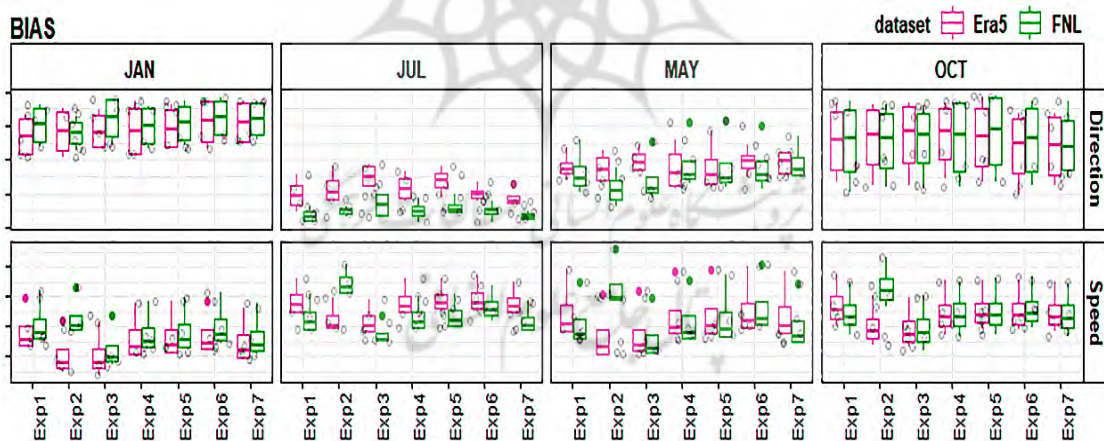 BIAS
dataset Era5 FNL
JAN JUL MAY OCT
Direction
Speed
Exp1 Exp2 Exp3 Exp4 Exp5 Exp6 Exp7 Exp1 Exp2 Exp3 Exp4 Exp5 Exp6 Exp7 Exp1 Exp2 Exp3 Exp4 Exp5 Exp6 Exp7 Exp1 Exp2 Exp3 Exp4 Exp5 Exp6 Exp7